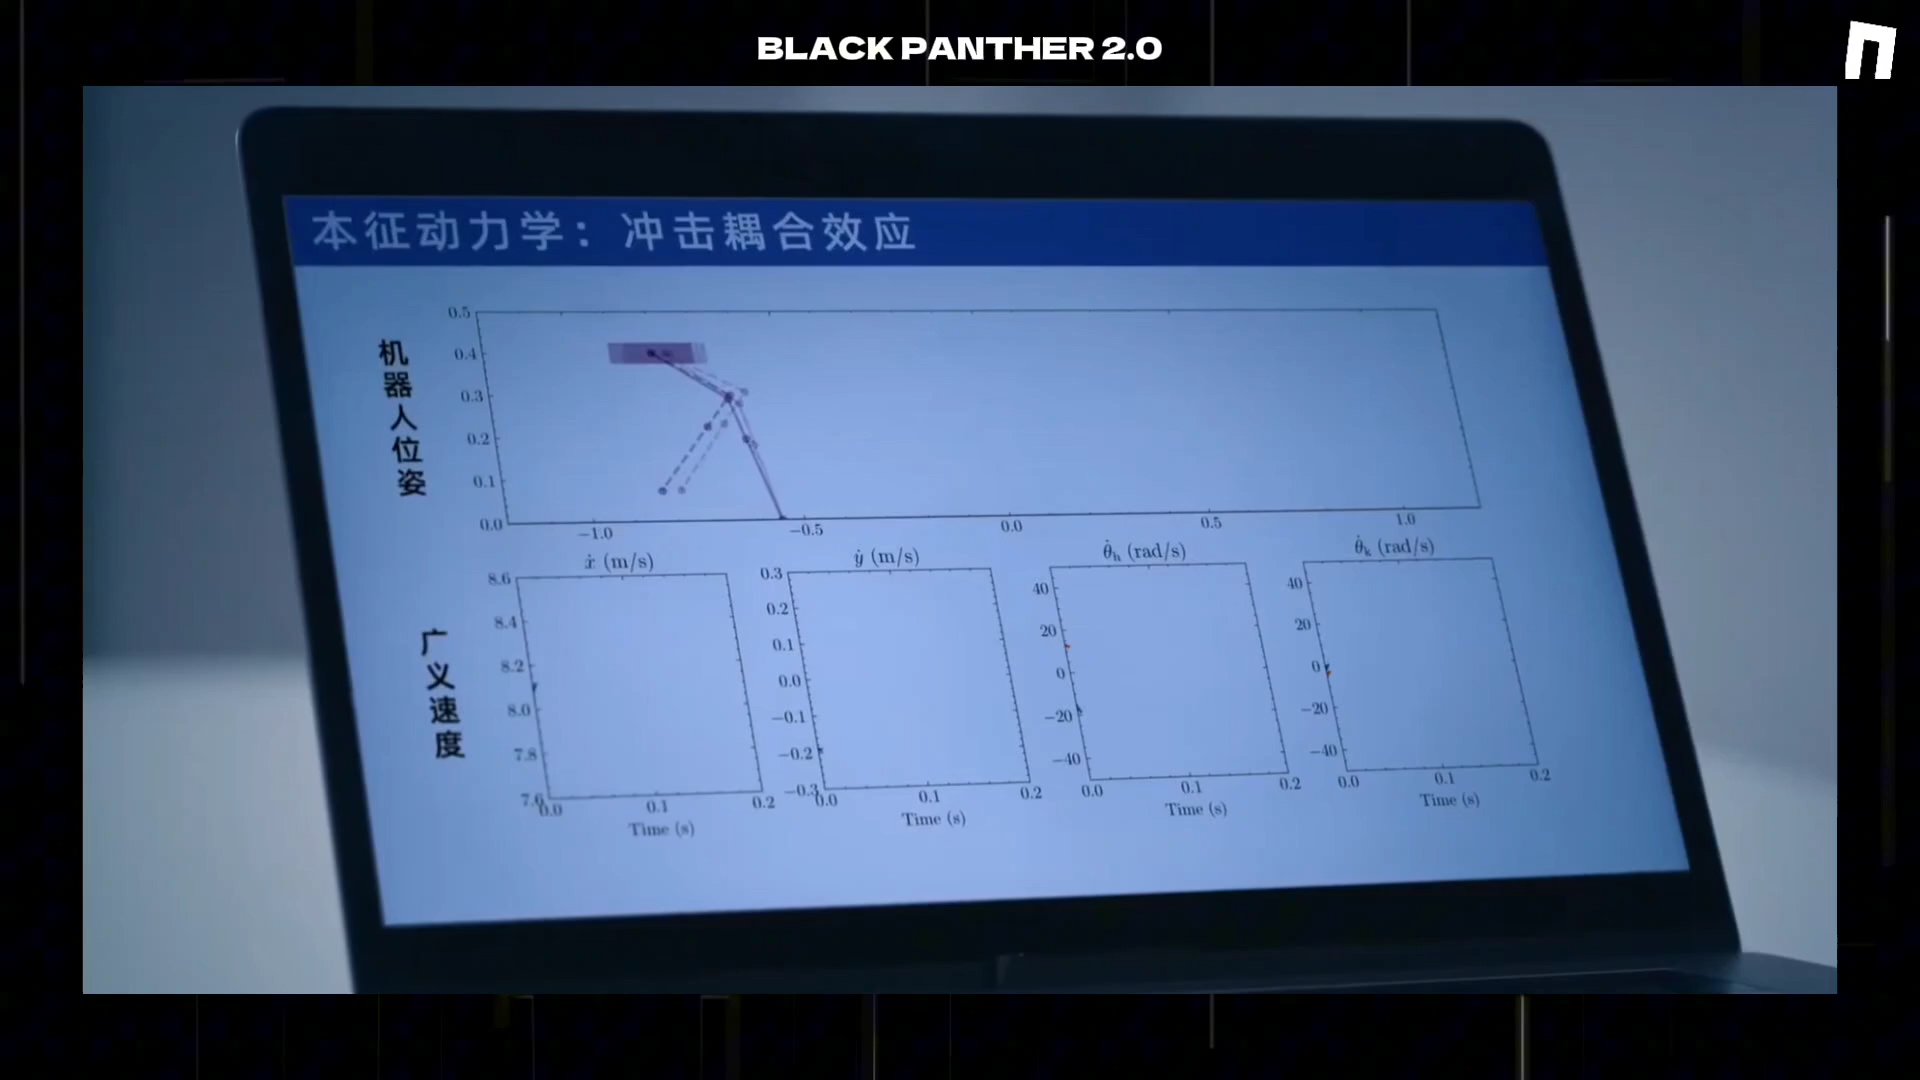 BLACK PANTHER 2.0
本征动力学：冲击耦合效应
机器人位姿
0.5
0.4
0.3
0.2
0.1
0.0
−1.0 −0.5 0.0 0.5 1.0
广义速度
ẋ (m/s)
8.6
8.4
8.2
8.0
7.8
7.6
0.0 0.1 0.2
Time (s)
ẏ (m/s)
0.3
0.2
0.1
0.0
−0.1
−0.2
−0.3
0.0 0.1 0.2
Time (s)
θ̇h (rad/s)
40
20
0
−20
−40
0.0 0.1 0.2
Time (s)
θ̇k (rad/s)
40
20
0
−20
−40
0.0 0.1 0.2
Time (s)